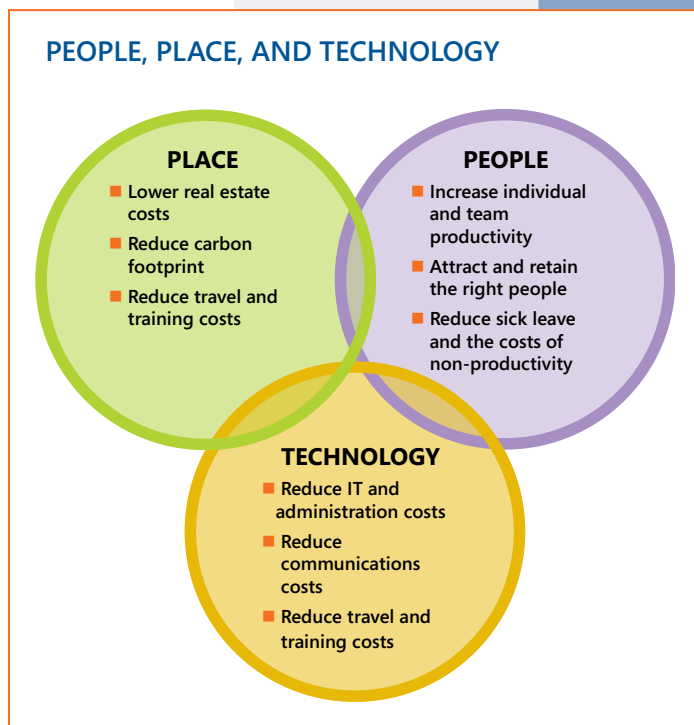 PEOPLE, PLACE, AND TECHNOLOGY
PLACE
■ Lower real estate
costs
■ Reduce carbon
footprint
■ Reduce travel and
training costs
PEOPLE
■ Increase individual
and team
productivity
■ Attract and retain
the right people
■ Reduce sick leave
and the costs of
non-productivity
TECHNOLOGY
■ Reduce IT and
administration costs
■ Reduce
communications
costs
■ Reduce travel and
training costs